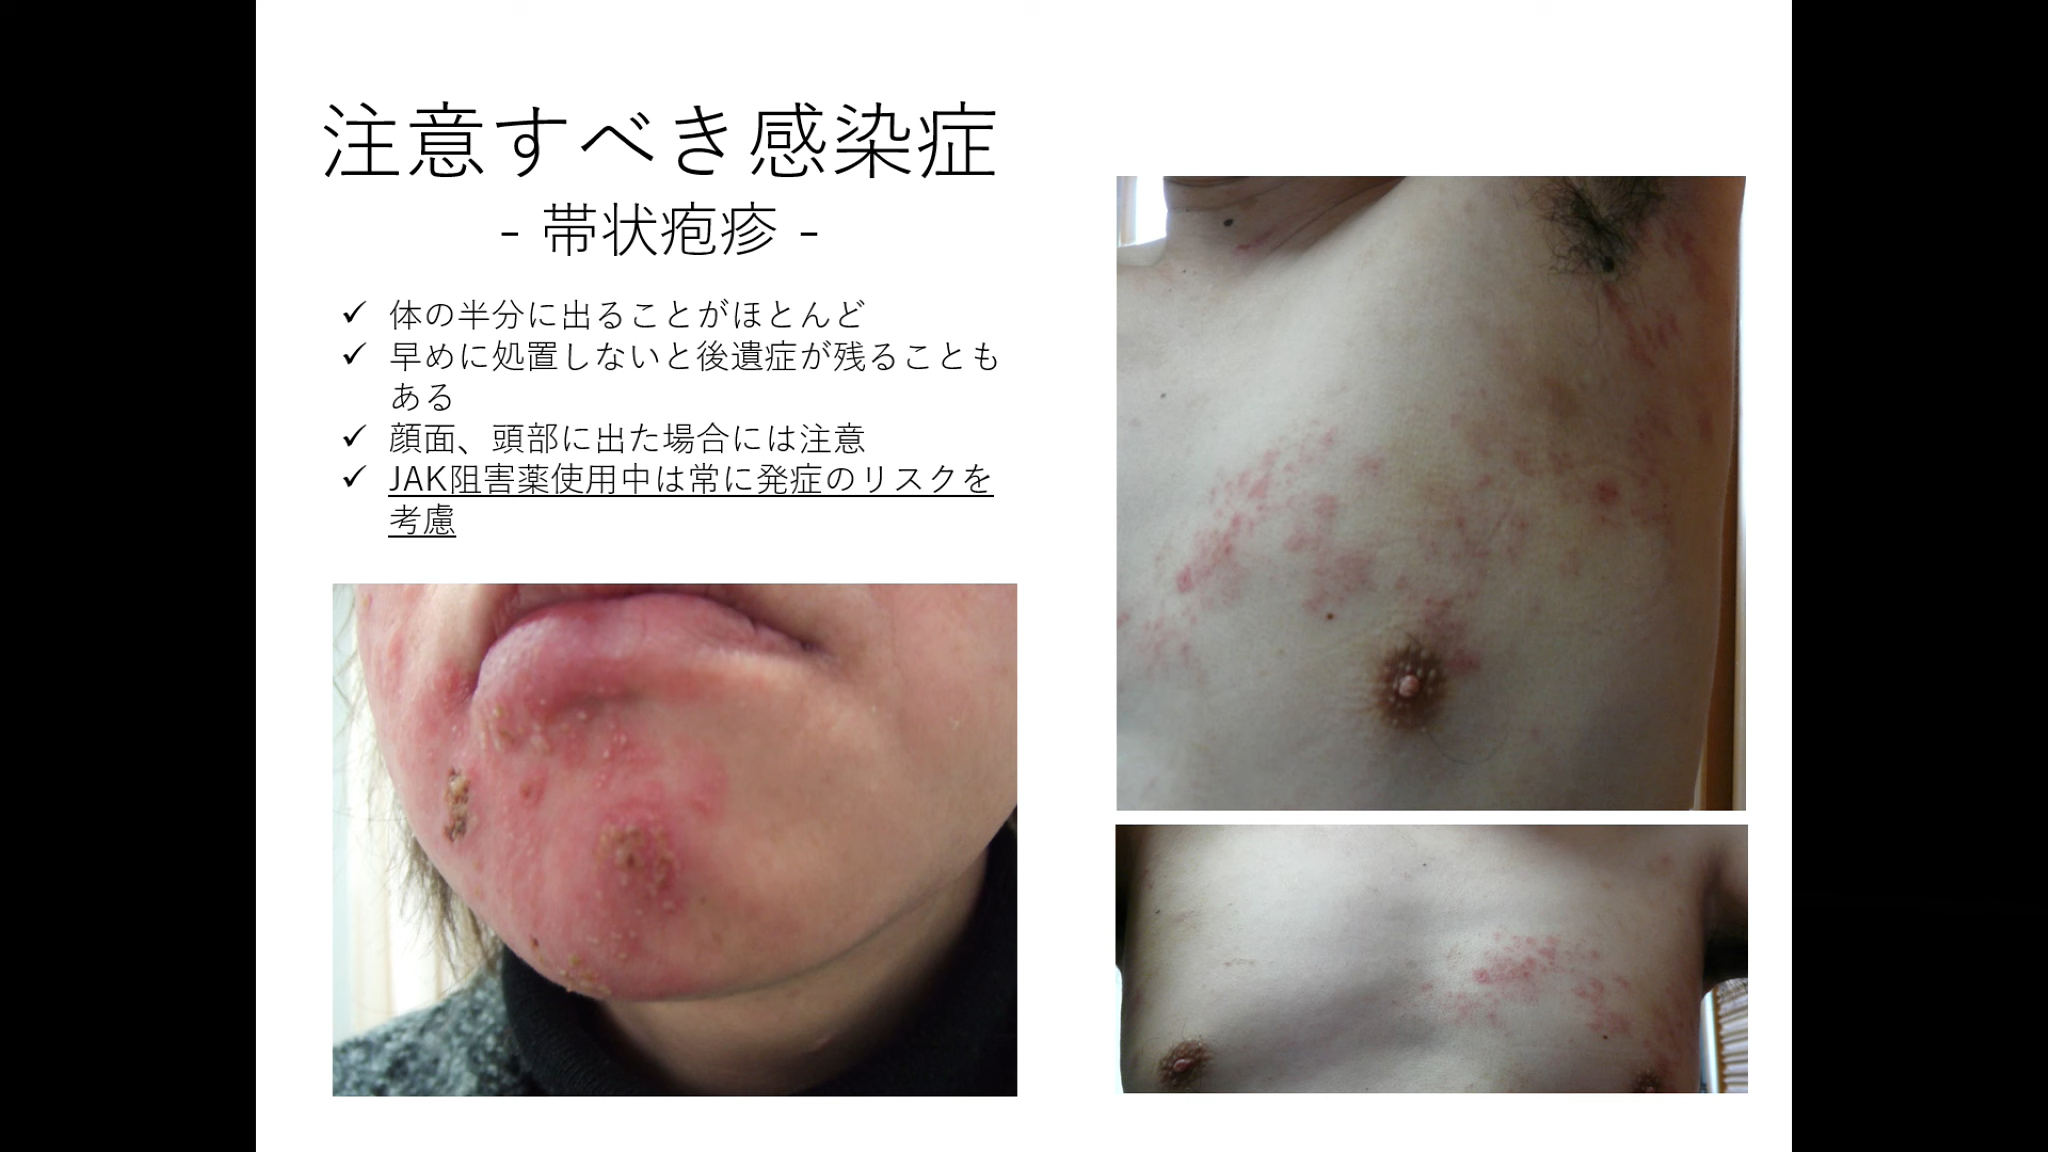 注意すべき感染症
- 帯状疱疹 -
✓ 体の半分に出ることがほとんど
✓ 早めに処置しないと後遺症が残ることも
ある
✓ 顔面、頭部に出た場合には注意
✓ JAK阻害薬使用中は常に発症のリスクを
考慮